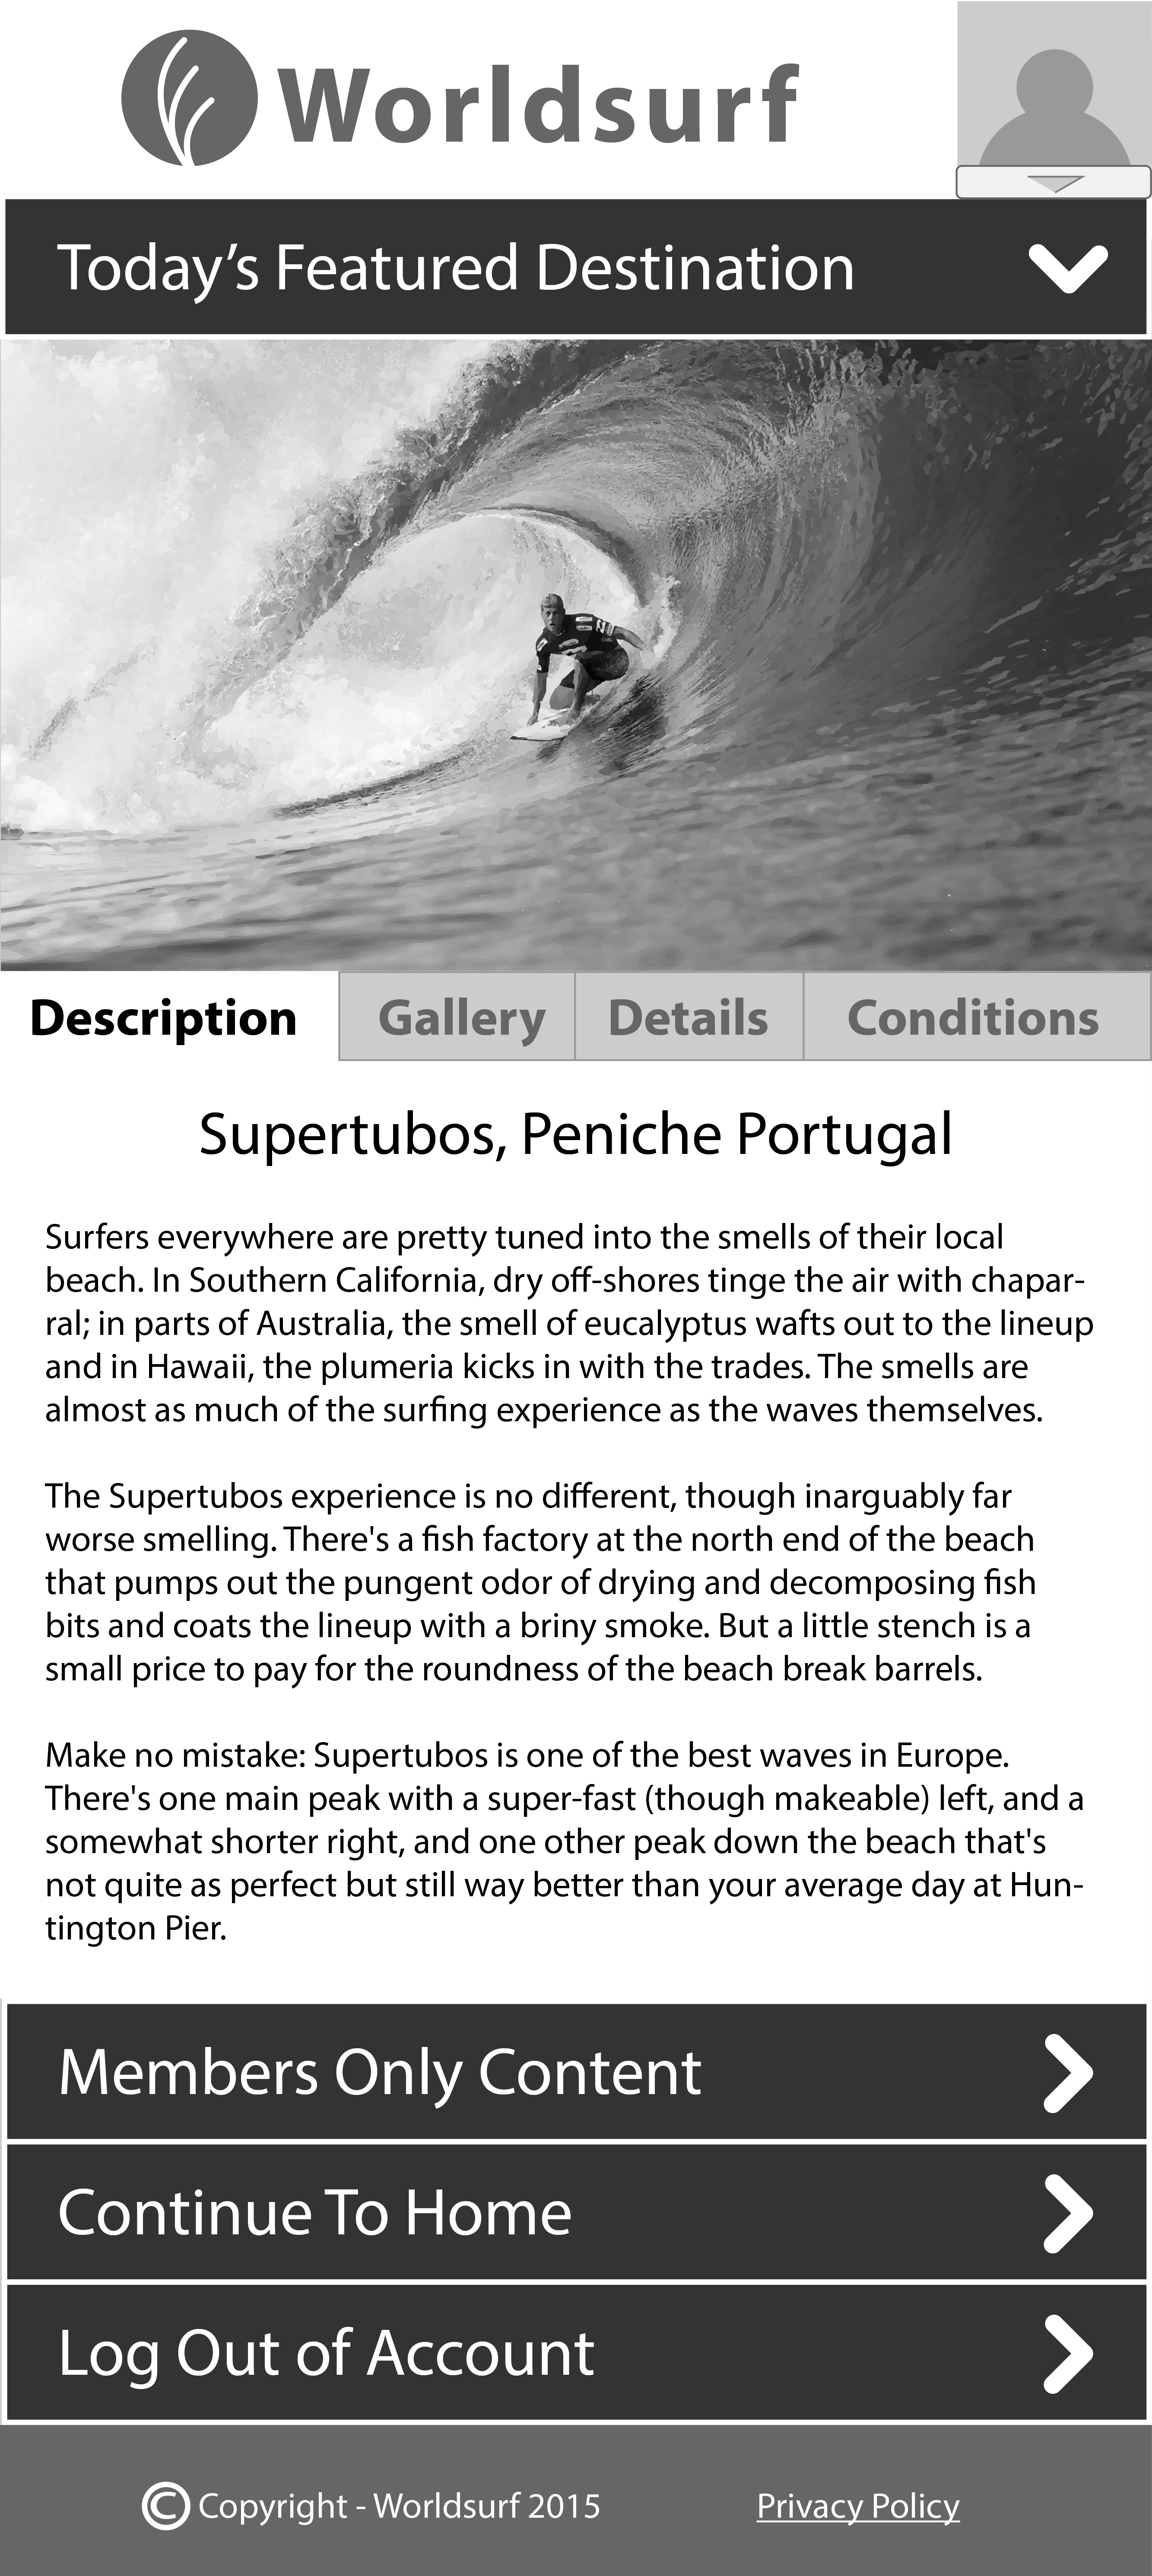 Worldsurf
Today’s Featured Destination
Description
Gallery
Details
Conditions
Supertubos, Peniche Portugal
Surfers everywhere are pretty tuned into the smells of their local
beach. In Southern California, dry off-shores tinge the air with chapar-
ral; in parts of Australia, the smell of eucalyptus wafts out to the lineup
and in Hawaii, the plumeria kicks in with the trades. The smells are
almost as much of the surfing experience as the waves themselves.
The Supertubos experience is no different, though inarguably far
worse smelling. There's a fish factory at the north end of the beach
that pumps out the pungent odor of drying and decomposing fish
bits and coats the lineup with a briny smoke. But a little stench is a
small price to pay for the roundness of the beach break barrels.
Make no mistake: Supertubos is one of the best waves in Europe.
There's one main peak with a super-fast (though makeable) left, and a
somewhat shorter right, and one other peak down the beach that's
not quite as perfect but still way better than your average day at Hun-
tington Pier.
Members Only Content
Continue To Home
Log Out of Account
© Copyright - Worldsurf 2015
Privacy Policy